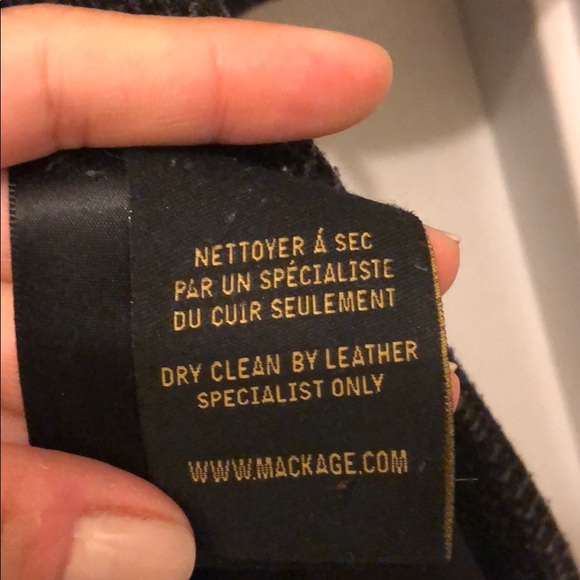 NETTOYER Á SEC
PAR UN SPÉCIALISTE
DU CUIR SEULEMENT
DRY CLEAN BY LEATHER
SPECIALIST ONLY
WWW.MACKAGE.COM